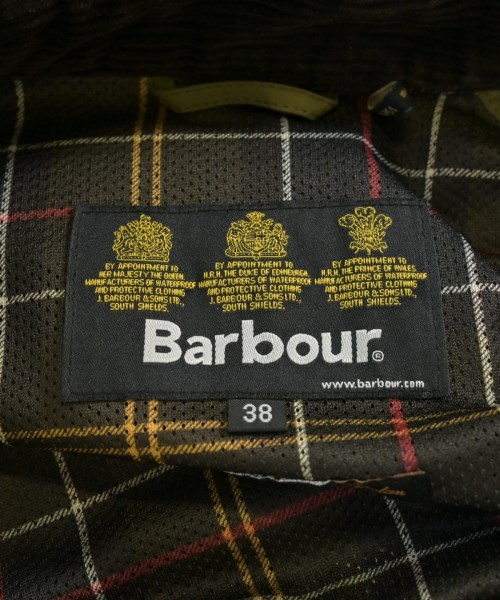 BY APPOINTMENT TO
HER MAJESTY THE QUEEN
MANUFACTURERS OF WATERPROOF
AND PROTECTIVE CLOTHING
J. BARBOUR & SONS LTD.,
SOUTH SHIELDS.
BY APPOINTMENT TO
H.R.H. THE DUKE OF EDINBURGH
MANUFACTURERS OF WATERPROOF
AND PROTECTIVE CLOTHING
J. BARBOUR & SONS LTD.,
SOUTH SHIELDS.
BY APPOINTMENT TO
H.R.H. THE PRINCE OF WALES
MANUFACTURERS OF WATERPROOF
AND PROTECTIVE CLOTHING
J. BARBOUR & SONS LTD.,
SOUTH SHIELDS.
Barbour®
www.barbour.com
38